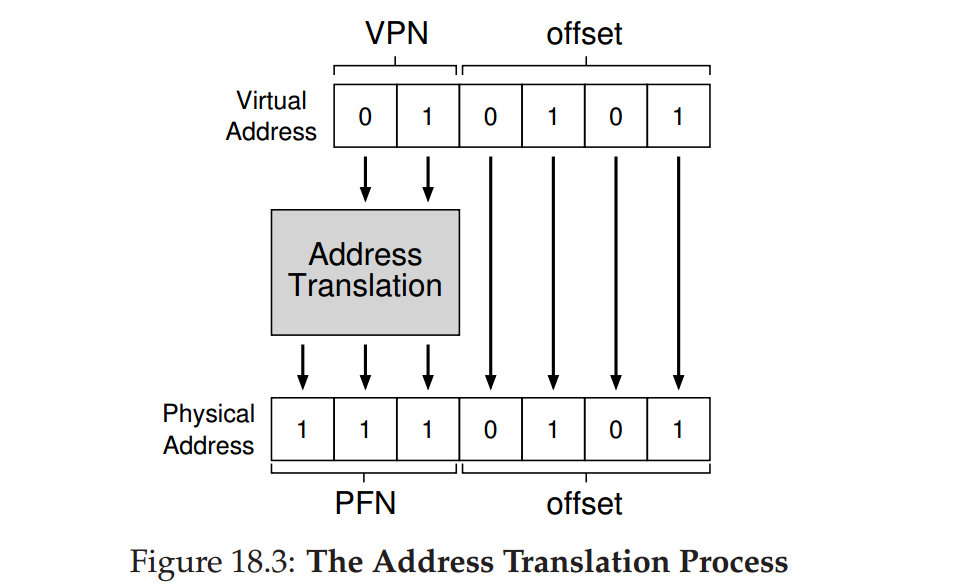 VPN offset
Virtual
Address
0 1 0 1 0 1
Address
Translation
Physical
Address
1 1 1 0 1 0 1
PFN offset
Figure 18.3: The Address Translation Process